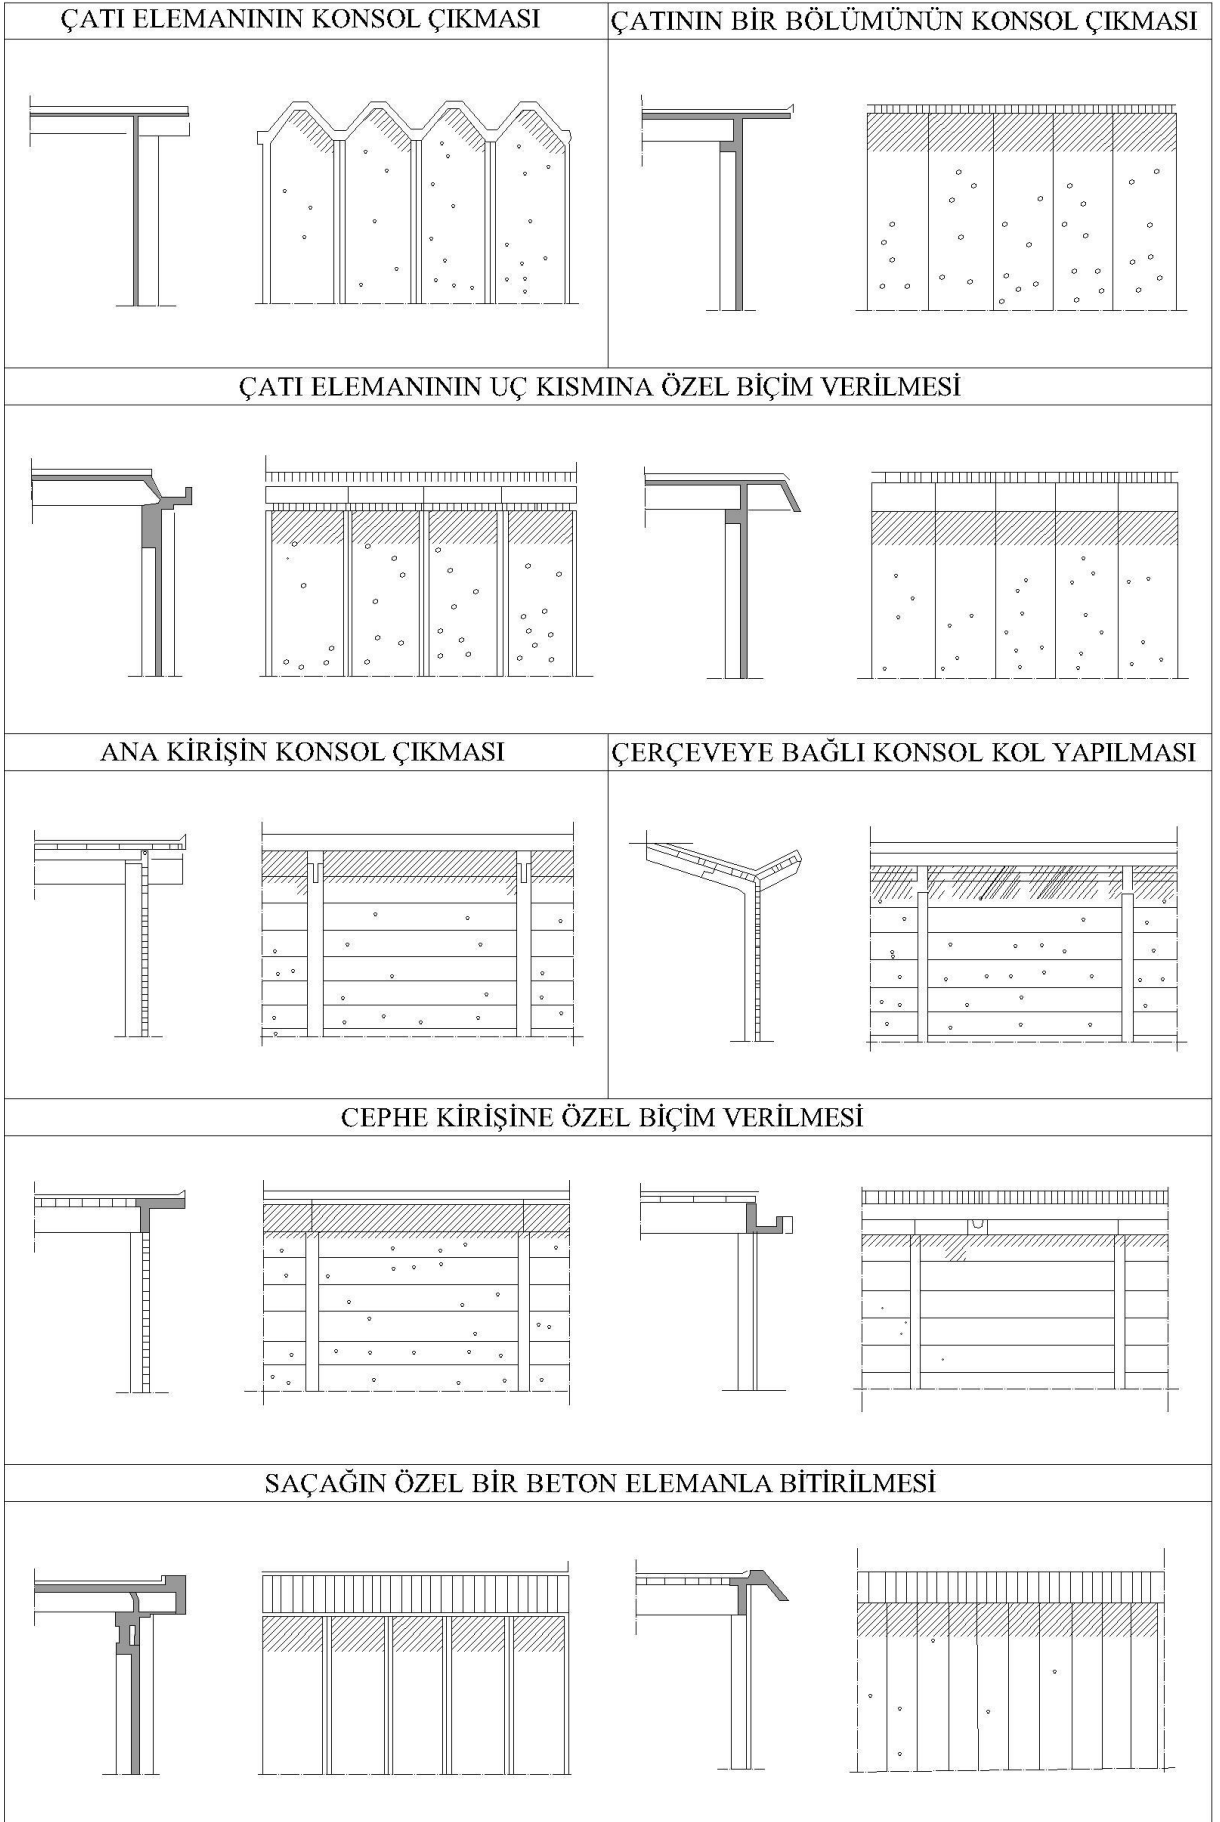 ÇATI ELEMANININ KONSOL ÇIKMASI
ÇATININ BİR BÖLÜMÜNÜN KONSOL ÇIKMASI
ÇATI ELEMANININ UÇ KISMINA ÖZEL BİÇİM VERİLMESİ
ANA KİRİŞİN KONSOL ÇIKMASI
ÇERÇEVEYE BAĞLI KONSOL KOL YAPILMASI
CEPHE KİRİŞİNE ÖZEL BİÇİM VERİLMESİ
SAÇAĞIN ÖZEL BİR BETON ELEMANLA BİTİRİLMESİ